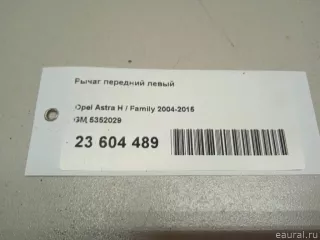 Рычаг передний левый
Opel Astra H / Family 2004-2015
GM 5352029
23 604 489
eaural.ru